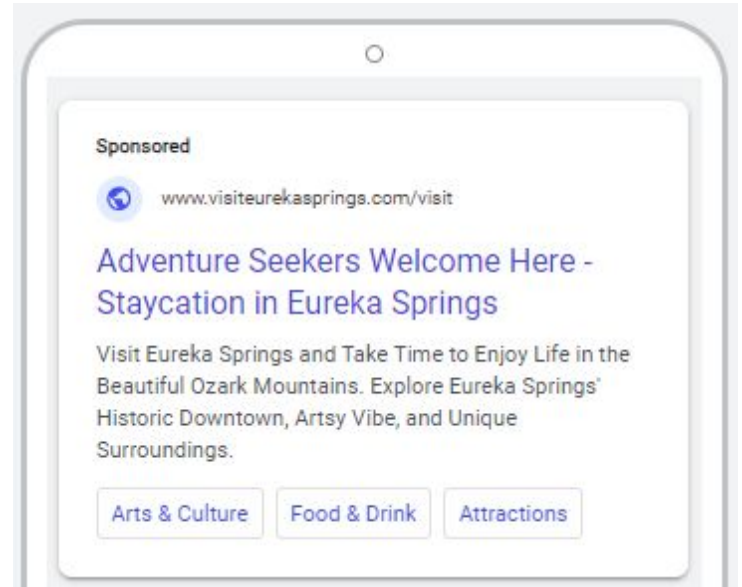 Sponsored
www.visiteurekasprings.com/visit
Adventure Seekers Welcome Here -
Staycation in Eureka Springs
Visit Eureka Springs and Take Time to Enjoy Life in the
Beautiful Ozark Mountains. Explore Eureka Springs'
Historic Downtown, Artsy Vibe, and Unique
Surroundings.
Arts & Culture Food & Drink Attractions